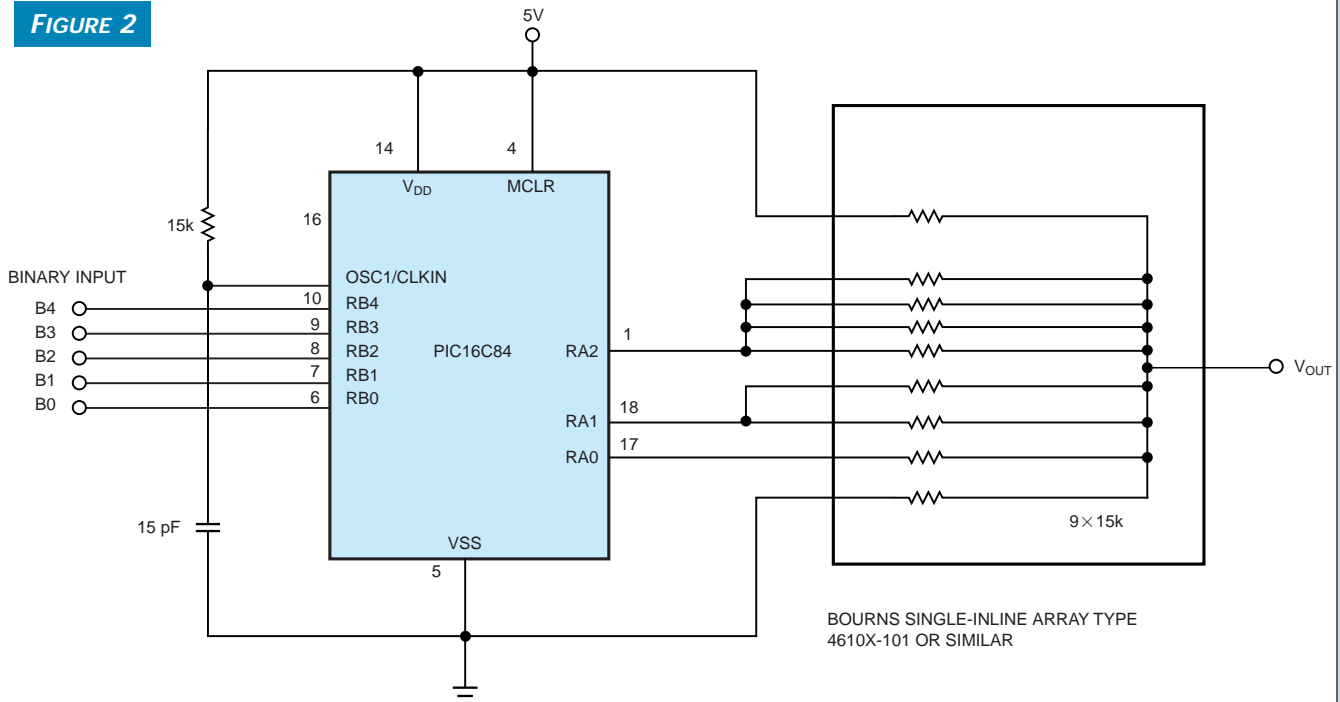 FIGURE 2
5V
14
4
VDD
MCLR
16
15k
BINARY INPUT
OSC1/CLKIN
B4
10
RB4
B3
9
RB3
B2
8
RB2
PIC16C84
RA2
1
B1
7
RB1
B0
6
RB0
VOUT
RA1
18
RA0
17
15 pF
9×15k
VSS
5
BOURNS SINGLE-INLINE ARRAY TYPE
4610X-101 OR SIMILAR